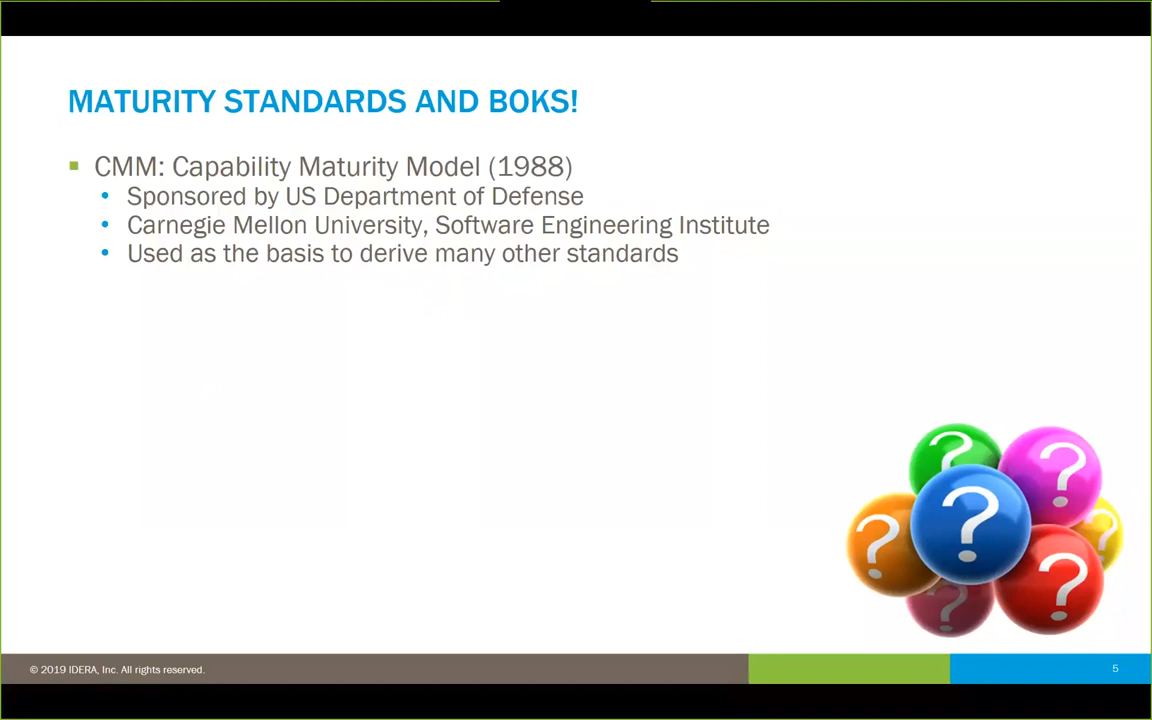 MATURITY STANDARDS AND BOKS!
▪ CMM: Capability Maturity Model (1988)
• Sponsored by US Department of Defense
• Carnegie Mellon University, Software Engineering Institute
• Used as the basis to derive many other standards
? ?
? ? ?
? ?
© 2019 IDERA, Inc. All rights reserved.
5